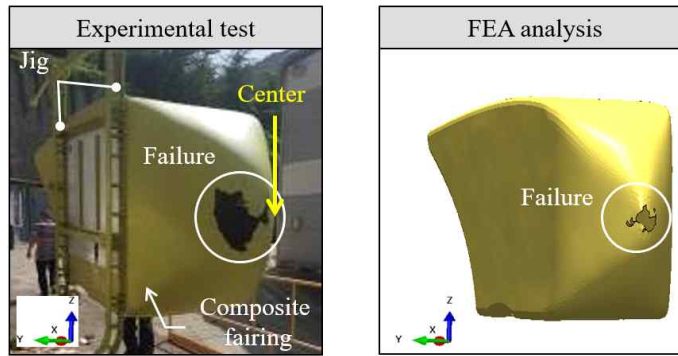 Experimental test
Jig
Center
Failure
Composite
fairing
Z
X
Y
FEA analysis
Failure
Z
X
Y